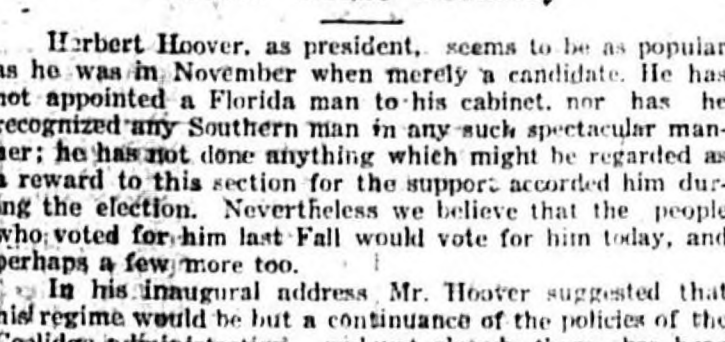 Herbert Hoover, as president, seems to be as popular
as he was in November when merely a candidate. He has
not appointed a Florida man to his cabinet, nor has he
recognized any Southern man in any such spectacular man-
ner; he has not done anything which might be regarded as
a reward to this section for the support accorded him dur-
ing the election. Nevertheless we believe that the people
who voted for him last Fall would vote for him today, and
perhaps a few more too.
In his inaugural address Mr. Hoover suggested that
his regime would be but a continuance of the policies of the